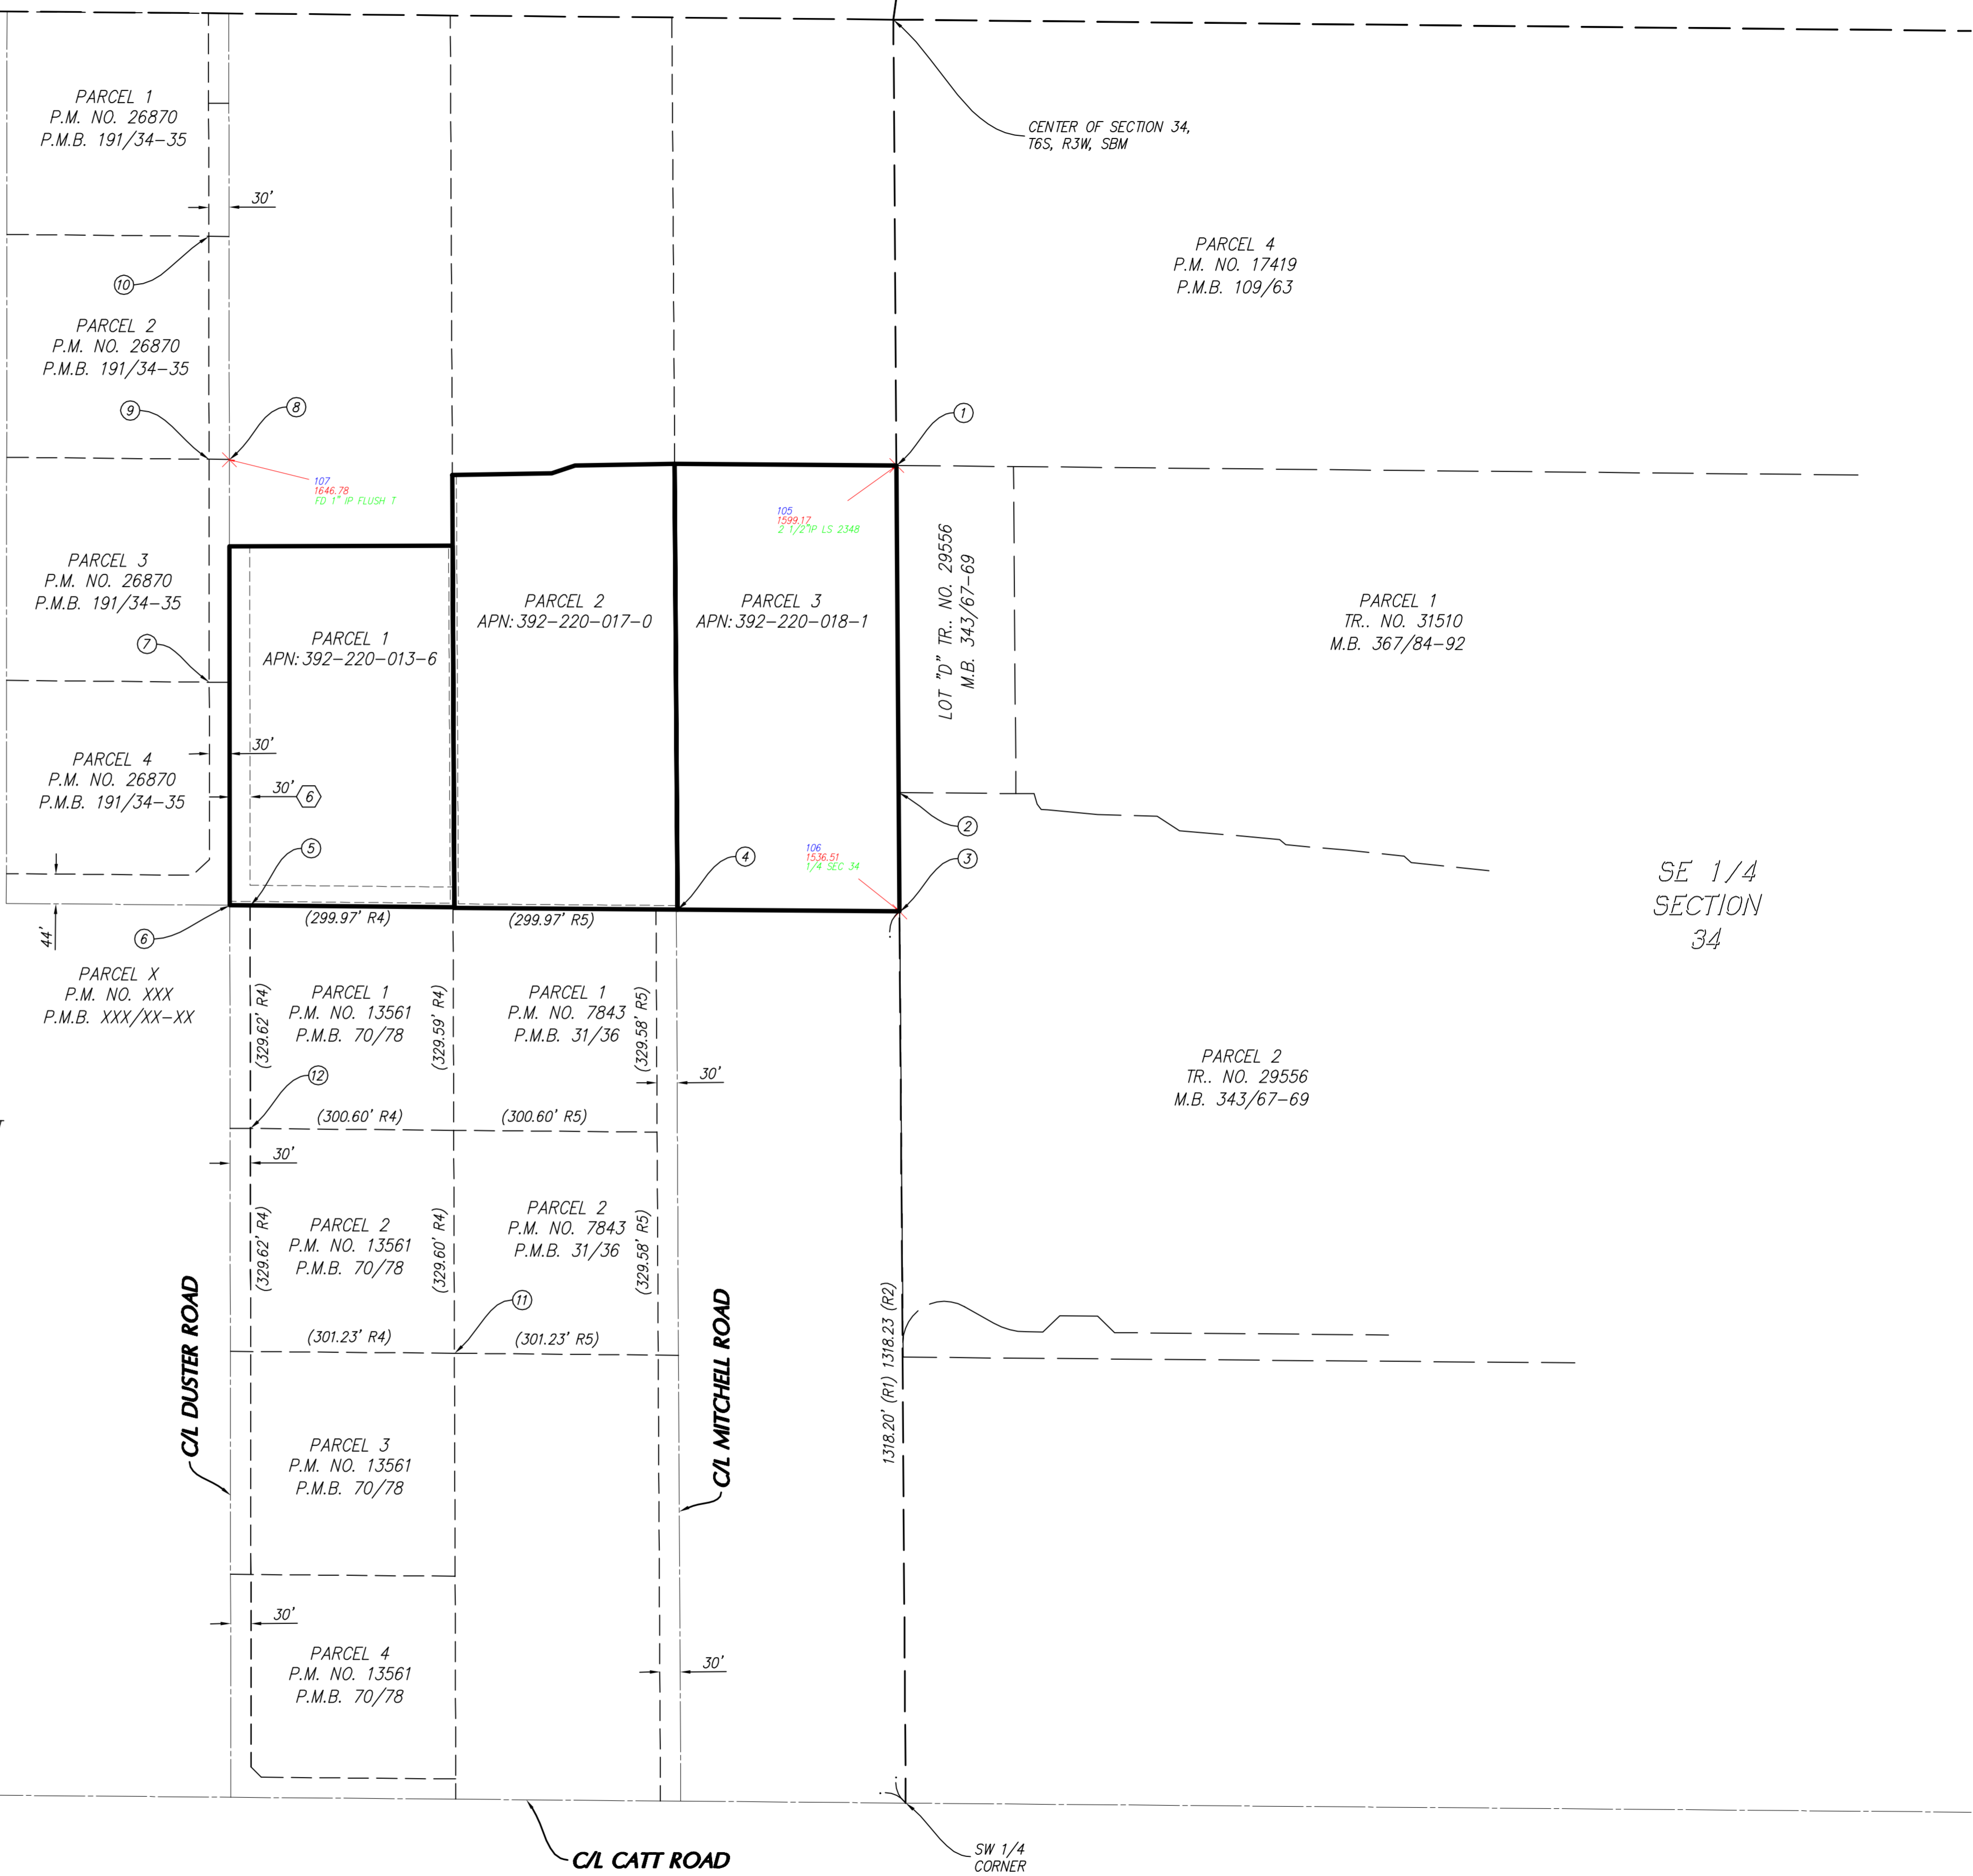 PARCEL 1
P.M. NO. 26870
P.M.B. 191/34-35
30'
CENTER OF SECTION 34,
T6S, R3W, SBM
PARCEL 4
P.M. NO. 17419
P.M.B. 109/63
10
PARCEL 2
P.M. NO. 26870
P.M.B. 191/34-35
9
8
1
107
1646.78
FD 1" IP FLUSH T
105
1599.17
2 1/2"IP LS 2348
PARCEL 3
P.M. NO. 26870
P.M.B. 191/34-35
7
PARCEL 1
APN: 392-220-013-6
PARCEL 2
APN: 392-220-017-0
PARCEL 3
APN: 392-220-018-1
LOT "D" TR.. NO. 29556
M.B. 343/67-69
PARCEL 1
TR.. NO. 31510
M.B. 367/84-92
PARCEL 4
P.M. NO. 26870
P.M.B. 191/34-35
30'
30'
6
5
4
2
3
106
1536.51
1/4 SEC 34
SE 1/4
SECTION
34
44'
6
(299.97' R4)
(299.97' R5)
PARCEL X
P.M. NO. XXX
P.M.B. XXX/XX-XX
(329.62' R4)
PARCEL 1
P.M. NO. 13561
P.M.B. 70/78
(329.59' R4)
PARCEL 1
P.M. NO. 7843
P.M.B. 31/36
(329.58' R5)
30'
12
(300.60' R4)
(300.60' R5)
PARCEL 2
TR.. NO. 29556
M.B. 343/67-69
30'
(329.62' R4)
PARCEL 2
P.M. NO. 13561
P.M.B. 70/78
(329.60' R4)
PARCEL 2
P.M. NO. 7843
P.M.B. 31/36
(329.58' R5)
11
(301.23' R4)
(301.23' R5)
C/L DUSTER ROAD
C/L MITCHELL ROAD
1318.20' (R1) 1318.23 (R2)
PARCEL 3
P.M. NO. 13561
P.M.B. 70/78
30'
PARCEL 4
P.M. NO. 13561
P.M.B. 70/78
30'
C/L CATT ROAD
SW 1/4
CORNER